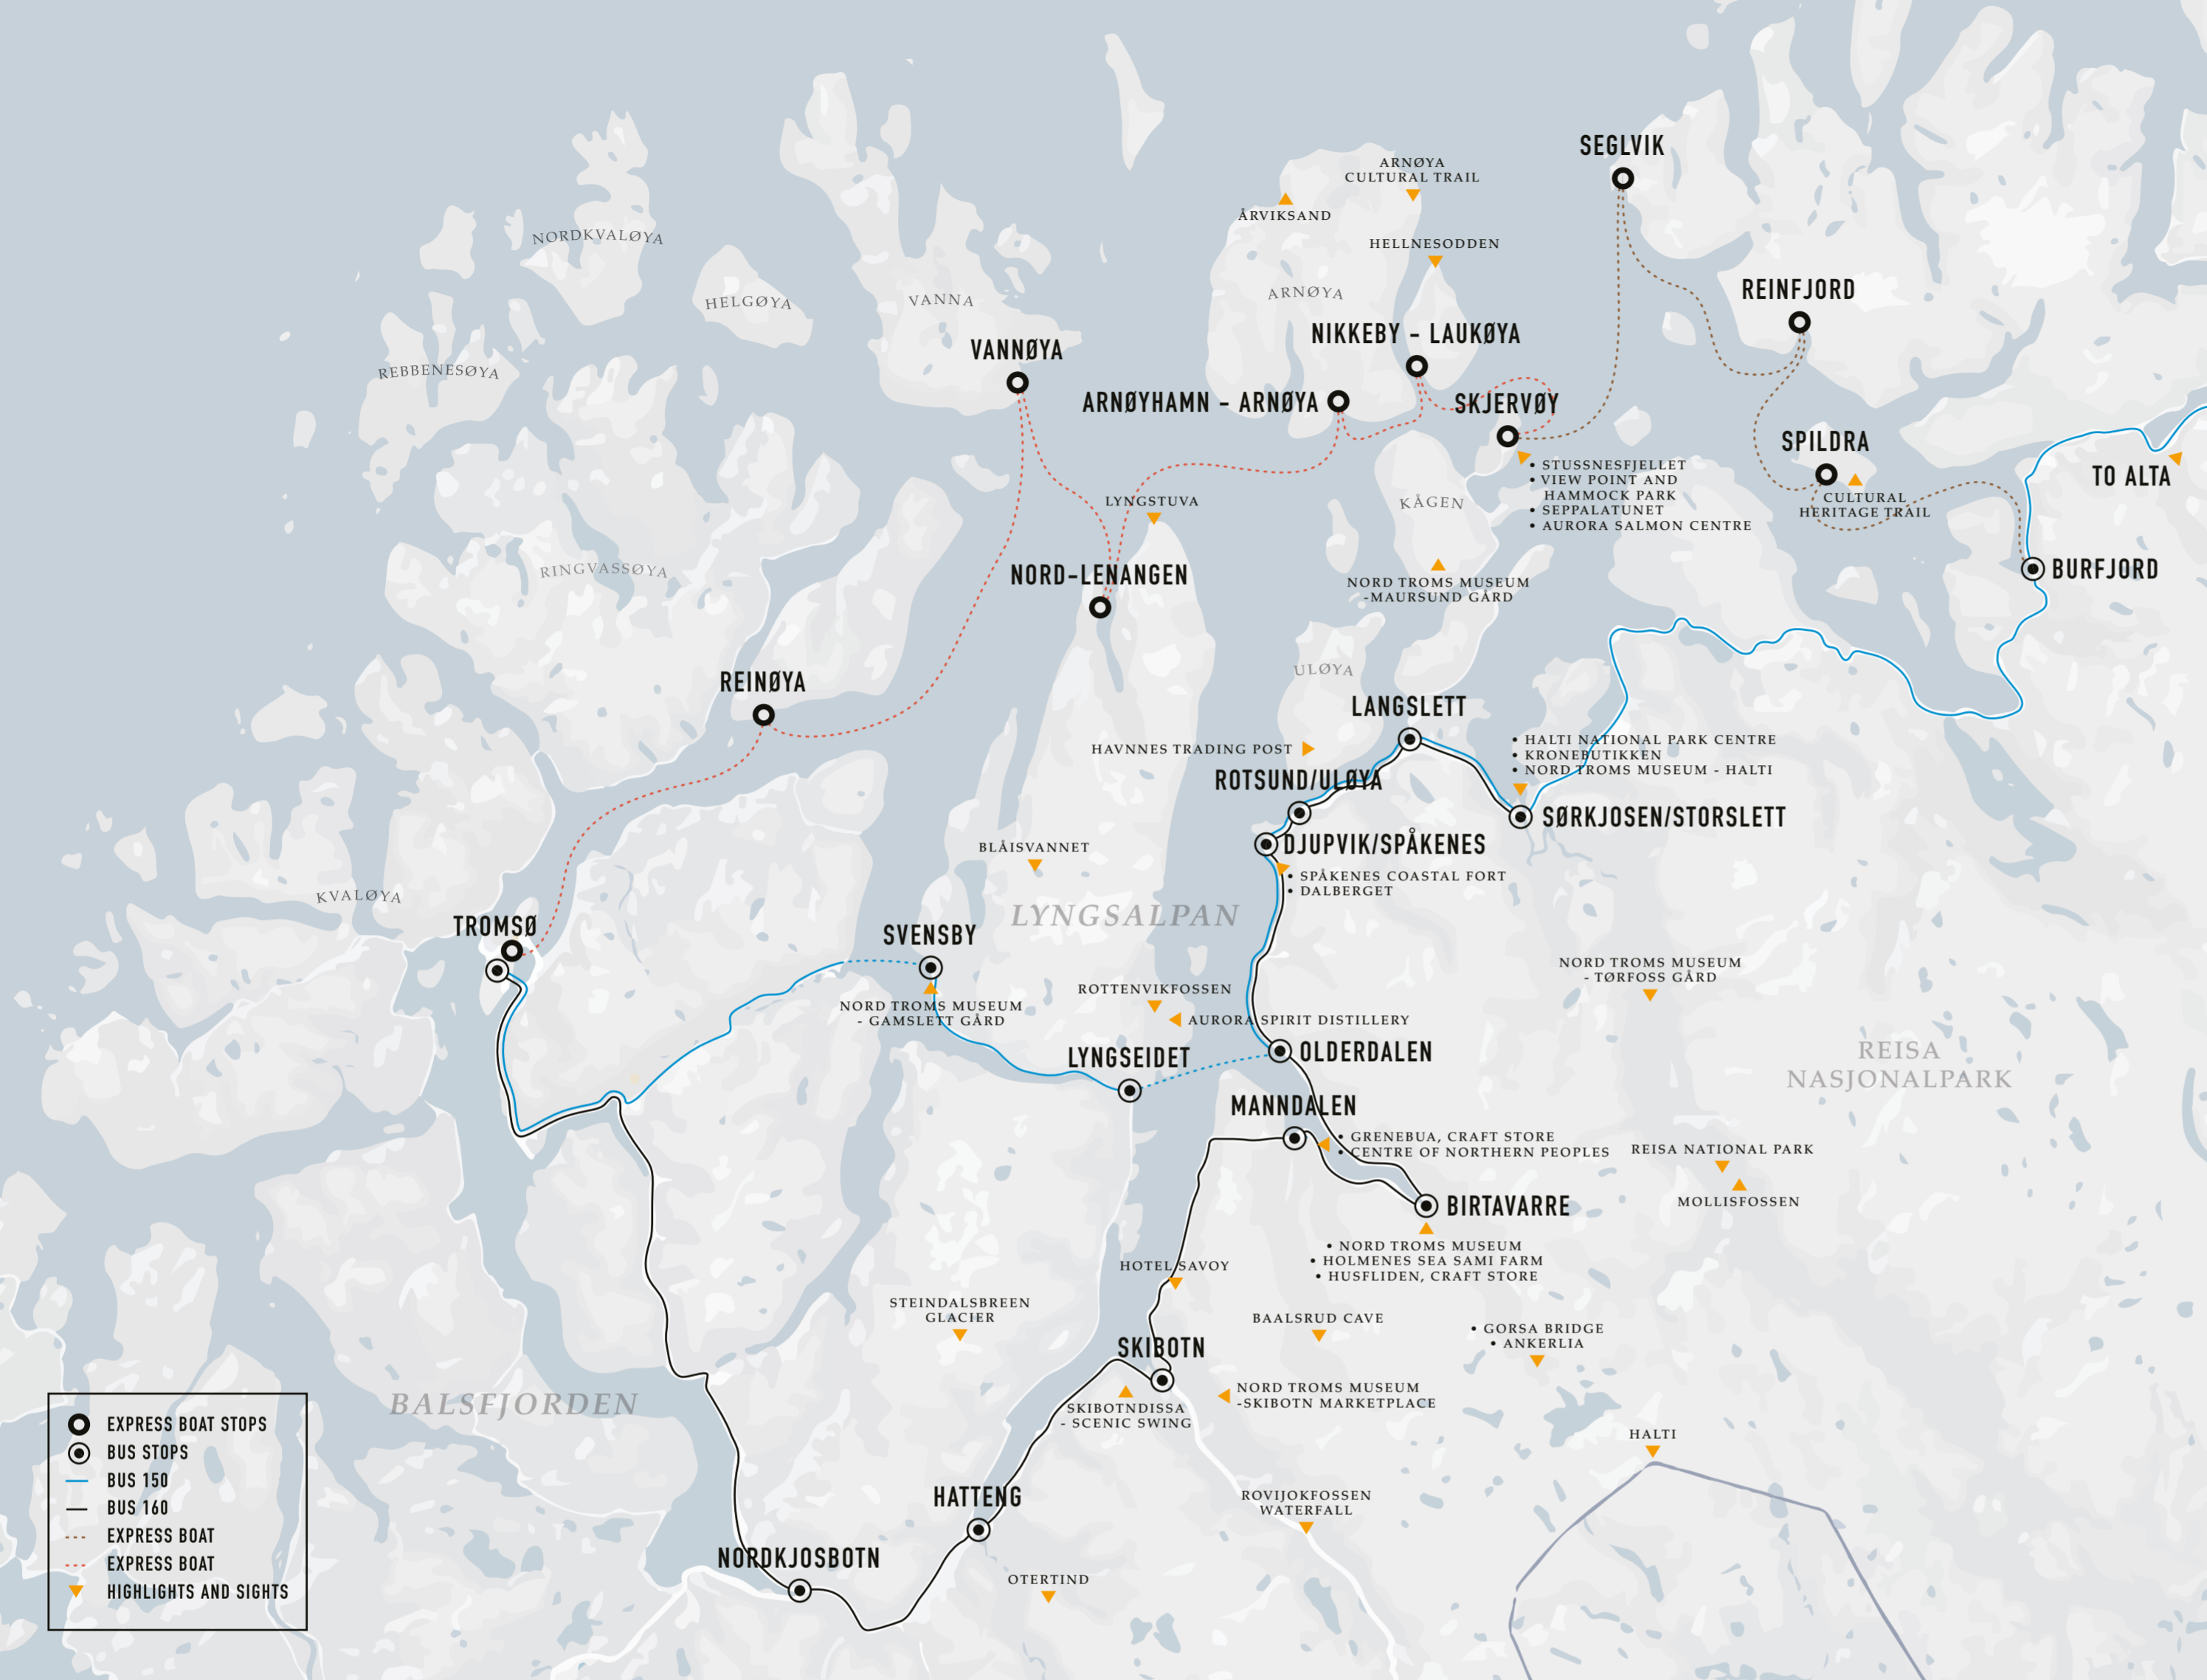 SEGLVIK
ARNØYA
CULTURAL TRAIL
ÅRVIKSAND
NORDKVALØYA
HELLNESODDEN
REINFJORD
HELGØYA
VANNA
ARNØYA
NIKKEBY - LAUKØYA
VANNØYA
REBBENESØYA
ARNØYHAMN - ARNØYA
SKJERVØY
SPILDRA
TO ALTA
• STUSSNESFJELLET
• VIEW POINT AND
HAMMOCK PARK
• SEPPALATUNET
• AURORA SALMON CENTRE
CULTURAL
HERITAGE TRAIL
LYNGSTUVA
KÅGEN
RINGVASSØYA
NORD-LENANGEN
NORD TROMS MUSEUM
-MAURSUND GÅRD
BURFJORD
ULØYA
REINØYA
LANGSLETT
HAVNNES TRADING POST
• HALTI NATIONAL PARK CENTRE
• KRONEBUTIKKEN
• NORD TROMS MUSEUM - HALTI
ROTSUND/ULØYA
SØRKJOSEN/STORSLETT
DJUPVIK/SPÅKENES
BLÅISVANNET
• SPÅKENES COASTAL FORT
• DALBERGET
KVALØYA
LYNGSALPAN
TROMSØ
SVENSBY
NORD TROMS MUSEUM
- TØRFOSS GÅRD
ROTTENVIKFOSSEN
NORD TROMS MUSEUM
- GAMSLETT GÅRD
AURORA SPIRIT DISTILLERY
LYNGSEIDET
OLDERDALEN
REISA
NASJONALPARK
MANNDALEN
• GRENEBUA, CRAFT STORE
• CENTRE OF NORTHERN PEOPLES
REISA NATIONAL PARK
MOLLISFOSSEN
BIRTAVARRE
• NORD TROMS MUSEUM
• HOLMENES SEA SAMI FARM
• HUSFLIDEN, CRAFT STORE
HOTEL SAVOY
STEINDALSBREEN
GLACIER
BAALSRUD CAVE
• GORSA BRIDGE
• ANKERLIA
SKIBOTN
NORD TROMS MUSEUM
-SKIBOTN MARKETPLACE
SKIBOTNDISSA
- SCENIC SWING
BALSFJORDEN
HALTI
HATTENG
ROVIJOKFOSSEN
WATERFALL
NORDKJOSBOTN
OTERTIND
EXPRESS BOAT STOPS
BUS STOPS
BUS 150
BUS 160
EXPRESS BOAT
EXPRESS BOAT
HIGHLIGHTS AND SIGHTS